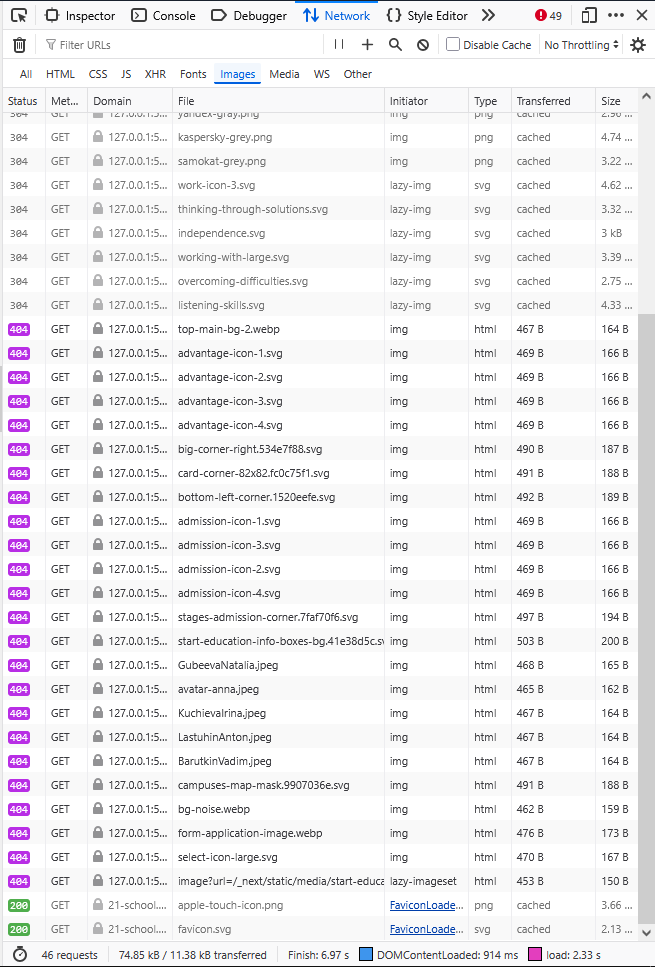 Inspector Console Debugger Network Style Editor 49
Filter URLs Disable Cache No Throttling
All HTML CSS JS XHR Fonts Images Media WS Other
Status Met... Domain File Initiator Type Transferred Size
304 GET 127.0.0.1:5... yandex-gray.png img png cached 2.96 ...
304 GET 127.0.0.1:5... kaspersky-grey.png img png cached 4.74 ...
304 GET 127.0.0.1:5... samokat-grey.png img png cached 3.22 ...
304 GET 127.0.0.1:5... work-icon-3.svg lazy-img svg cached 4.62 ...
304 GET 127.0.0.1:5... thinking-through-solutions.svg lazy-img svg cached 3.32 ...
304 GET 127.0.0.1:5... independence.svg lazy-img svg cached 3 kB
304 GET 127.0.0.1:5... working-with-large.svg lazy-img svg cached 3.39 ...
304 GET 127.0.0.1:5... overcoming-difficulties.svg lazy-img svg cached 2.75 ...
304 GET 127.0.0.1:5... listening-skills.svg lazy-img svg cached 4.33 ...
404 GET 127.0.0.1:5... top-main-bg-2.webp img html 467 B 164 B
404 GET 127.0.0.1:5... advantage-icon-1.svg img html 469 B 166 B
404 GET 127.0.0.1:5... advantage-icon-2.svg img html 469 B 166 B
404 GET 127.0.0.1:5... advantage-icon-3.svg img html 469 B 166 B
404 GET 127.0.0.1:5... advantage-icon-4.svg img html 469 B 166 B
404 GET 127.0.0.1:5... big-corner-right.534e7f88.svg img html 490 B 187 B
404 GET 127.0.0.1:5... card-corner-82x82.fc0c75f1.svg img html 491 B 188 B
404 GET 127.0.0.1:5... bottom-left-corner.1520eefe.svg img html 492 B 189 B
404 GET 127.0.0.1:5... admission-icon-1.svg img html 469 B 166 B
404 GET 127.0.0.1:5... admission-icon-3.svg img html 469 B 166 B
404 GET 127.0.0.1:5... admission-icon-2.svg img html 469 B 166 B
404 GET 127.0.0.1:5... admission-icon-4.svg img html 469 B 166 B
404 GET 127.0.0.1:5... stages-admission-corner.7faf70f6.svg img html 497 B 194 B
404 GET 127.0.0.1:5... start-education-info-boxes-bg.41e38d5c.sv img html 503 B 200 B
404 GET 127.0.0.1:5... GubeevaNatalia.jpeg img html 468 B 165 B
404 GET 127.0.0.1:5... avatar-anna.jpeg img html 465 B 162 B
404 GET 127.0.0.1:5... KuchievaIrina.jpeg img html 467 B 164 B
404 GET 127.0.0.1:5... LastuhinAnton.jpeg img html 467 B 164 B
404 GET 127.0.0.1:5... BarutkinVadim.jpeg img html 467 B 164 B
404 GET 127.0.0.1:5... campuses-map-mask.9907036e.svg img html 491 B 188 B
404 GET 127.0.0.1:5... bg-noise.webp img html 462 B 159 B
404 GET 127.0.0.1:5... form-application-image.webp img html 476 B 173 B
404 GET 127.0.0.1:5... select-icon-large.svg img html 470 B 167 B
404 GET 127.0.0.1:5... image?url=/_next/static/media/start-educa lazy-imageset html 453 B 150 B
200 GET 21-school.... apple-touch-icon.png FaviconLoade... png cached 3.66 ...
200 GET 21-school.... favicon.svg FaviconLoade... svg cached 2.13 ...
46 requests 74.85 kB / 11.38 kB transferred Finish: 6.97 s DOMContentLoaded: 914 ms load: 2.33 s